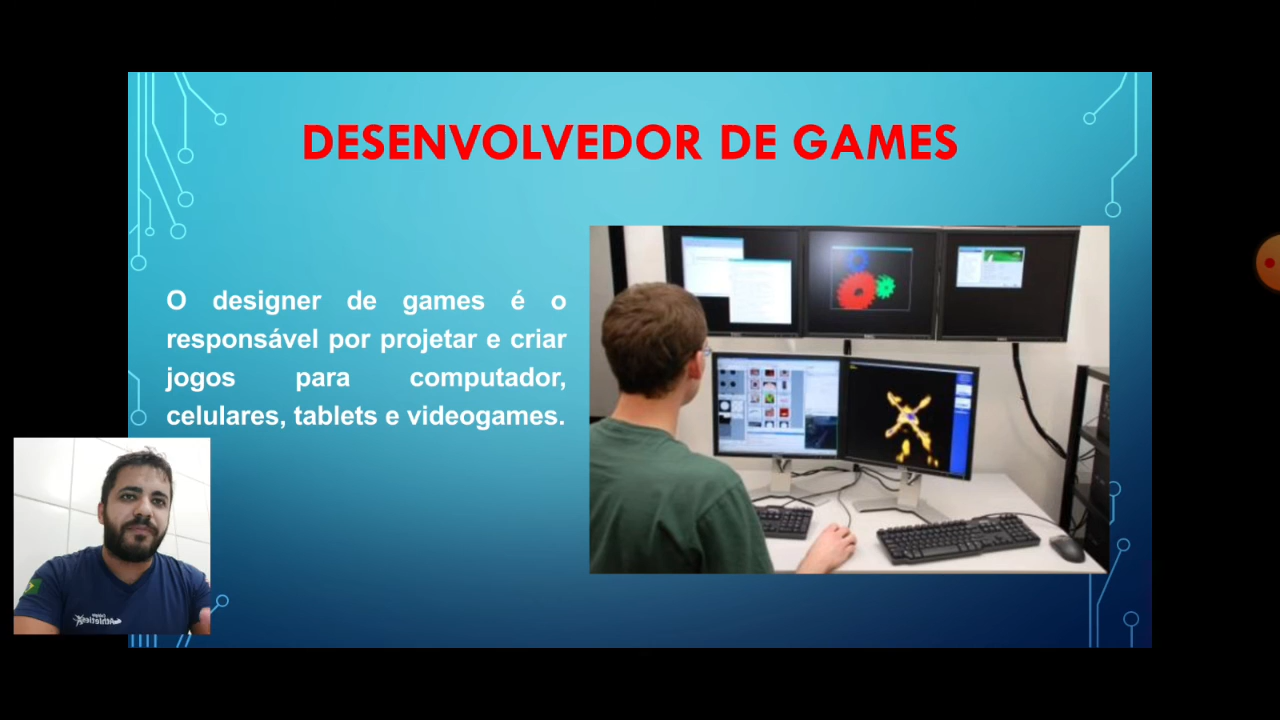 DESENVOLVEDOR DE GAMES
O designer de games é o
responsável por projetar e criar
jogos para computador,
celulares, tablets e videogames.